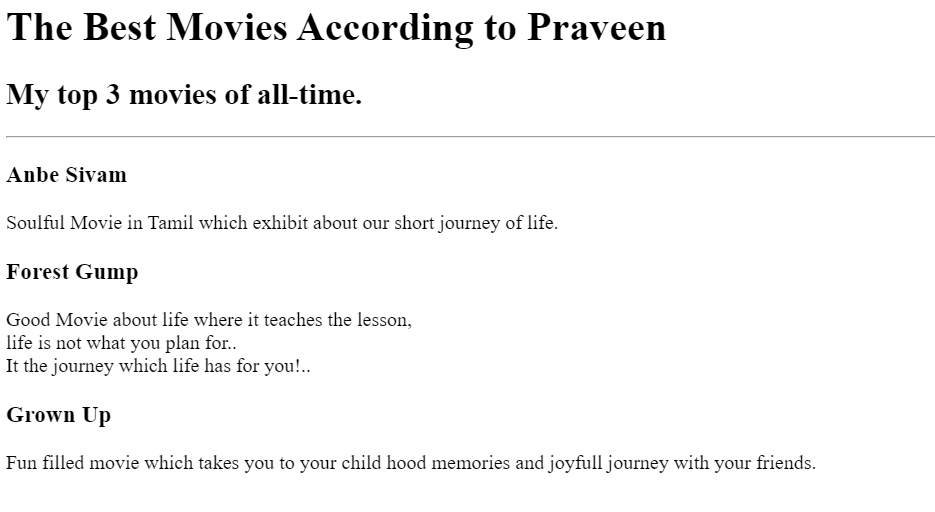 The Best Movies According to Praveen
My top 3 movies of all-time.
Anbe Sivam
Soulful Movie in Tamil which exhibit about our short journey of life.
Forest Gump
Good Movie about life where it teaches the lesson,
life is not what you plan for..
It the journey which life has for you!..
Grown Up
Fun filled movie which takes you to your child hood memories and joyfull journey with your friends.